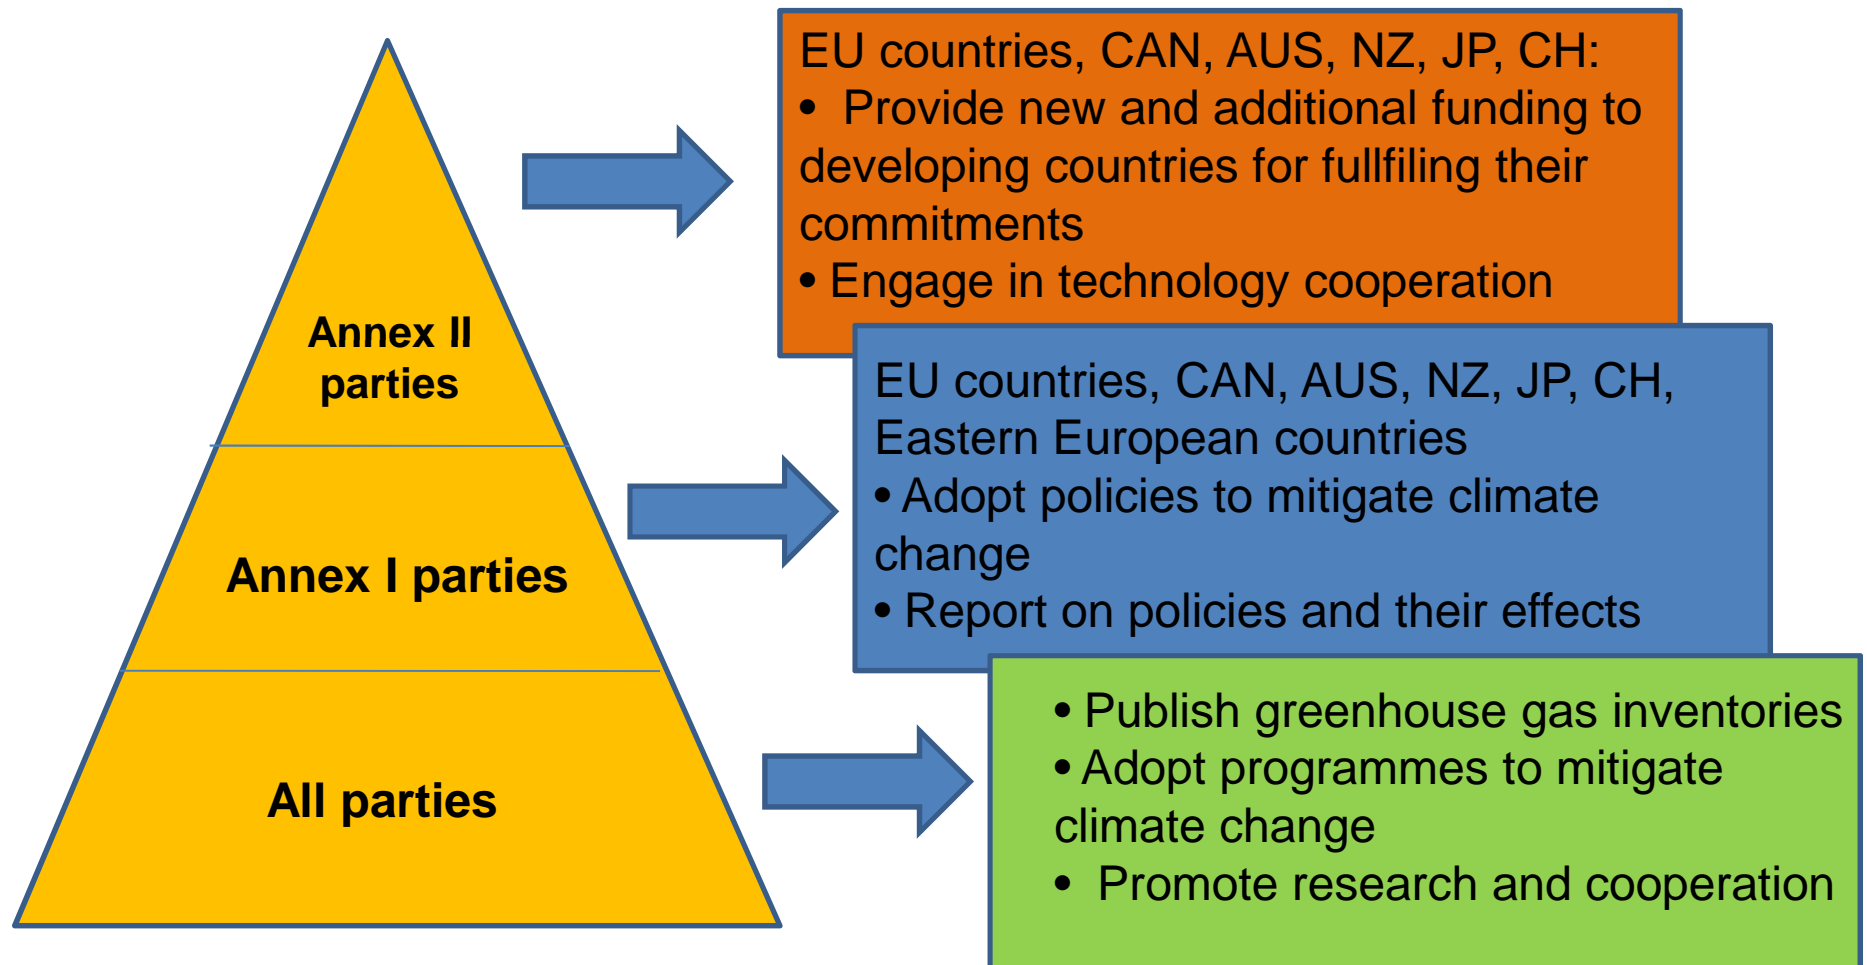 Annex II
parties
Annex I parties
All parties
EU countries, CAN, AUS, NZ, JP, CH:
• Provide new and additional funding to
developing countries for fullfiling their
commitments
• Engage in technology cooperation
EU countries, CAN, AUS, NZ, JP, CH,
Eastern European countries
• Adopt policies to mitigate climate
change
• Report on policies and their effects
• Publish greenhouse gas inventories
• Adopt programmes to mitigate
climate change
• Promote research and cooperation